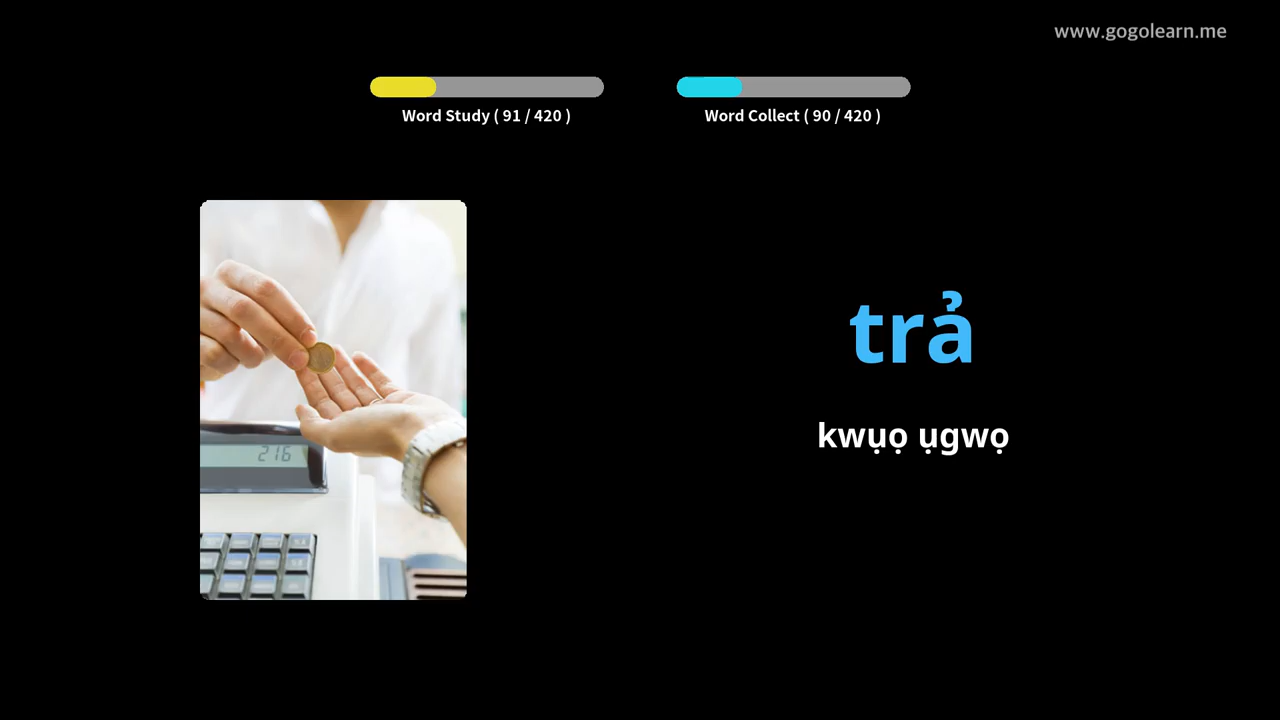 www.gogolearn.me
Word Study ( 91 / 420 )
Word Collect ( 90 / 420 )
trả
kwụọ ụgwọ
216